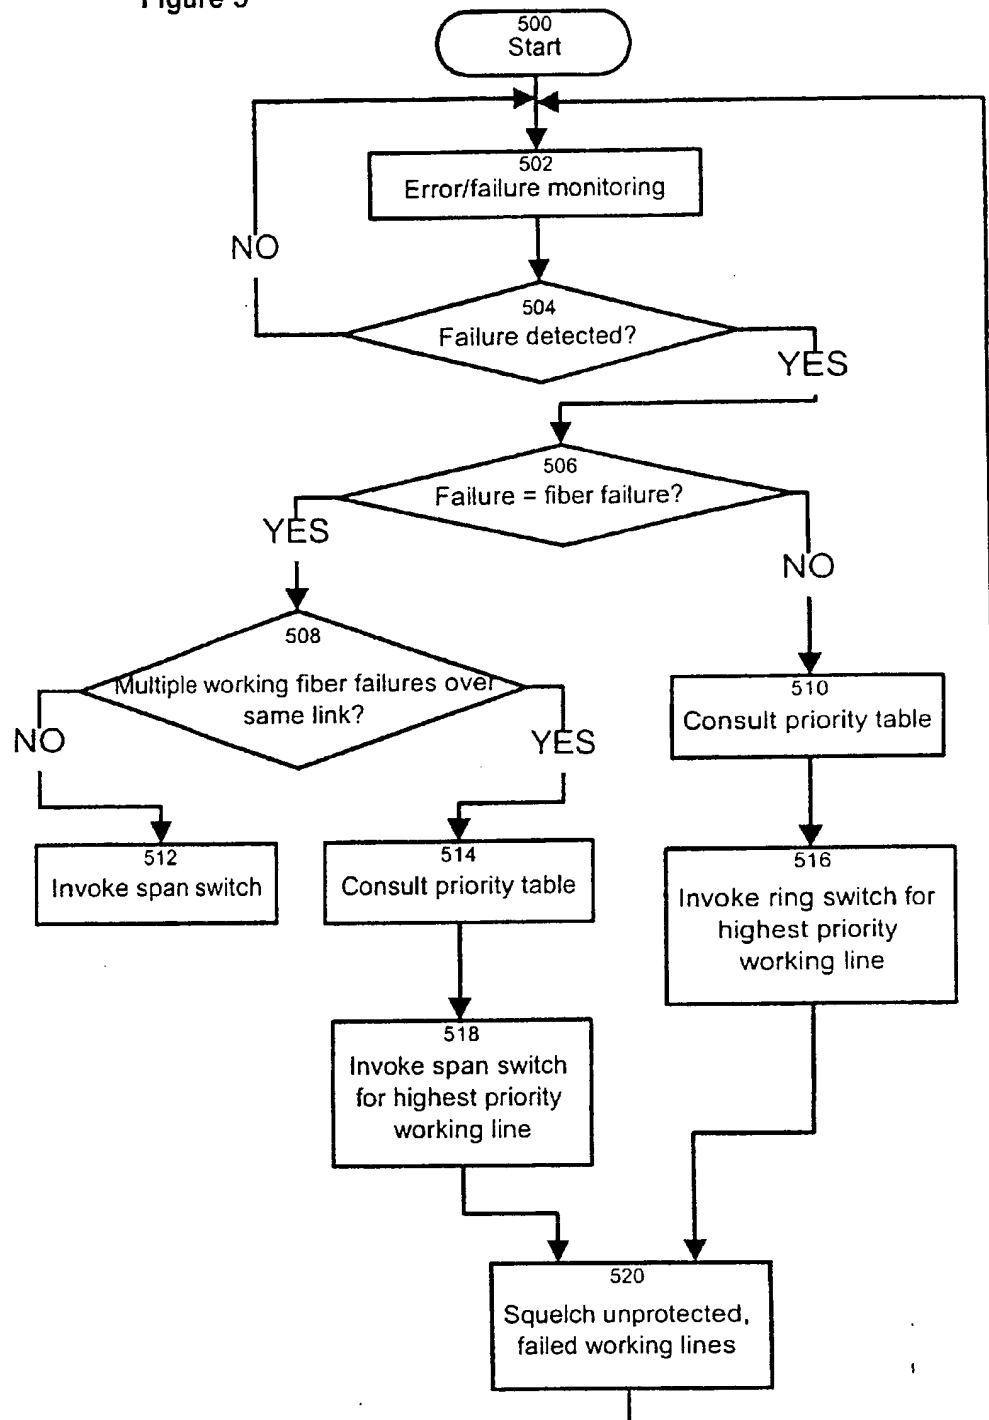 Figure 5
500
Start
502
Error/failure monitoring
NO
504
Failure detected?
YES
506
Failure = fiber failure?
YES
NO
508
Multiple working fiber failures over
same link?
NO
YES
510
Consult priority table
512
Invoke span switch
514
Consult priority table
516
Invoke ring switch for
highest priority
working line
518
Invoke span switch
for highest priority
working line
520
Squelch unprotected,
failed working lines